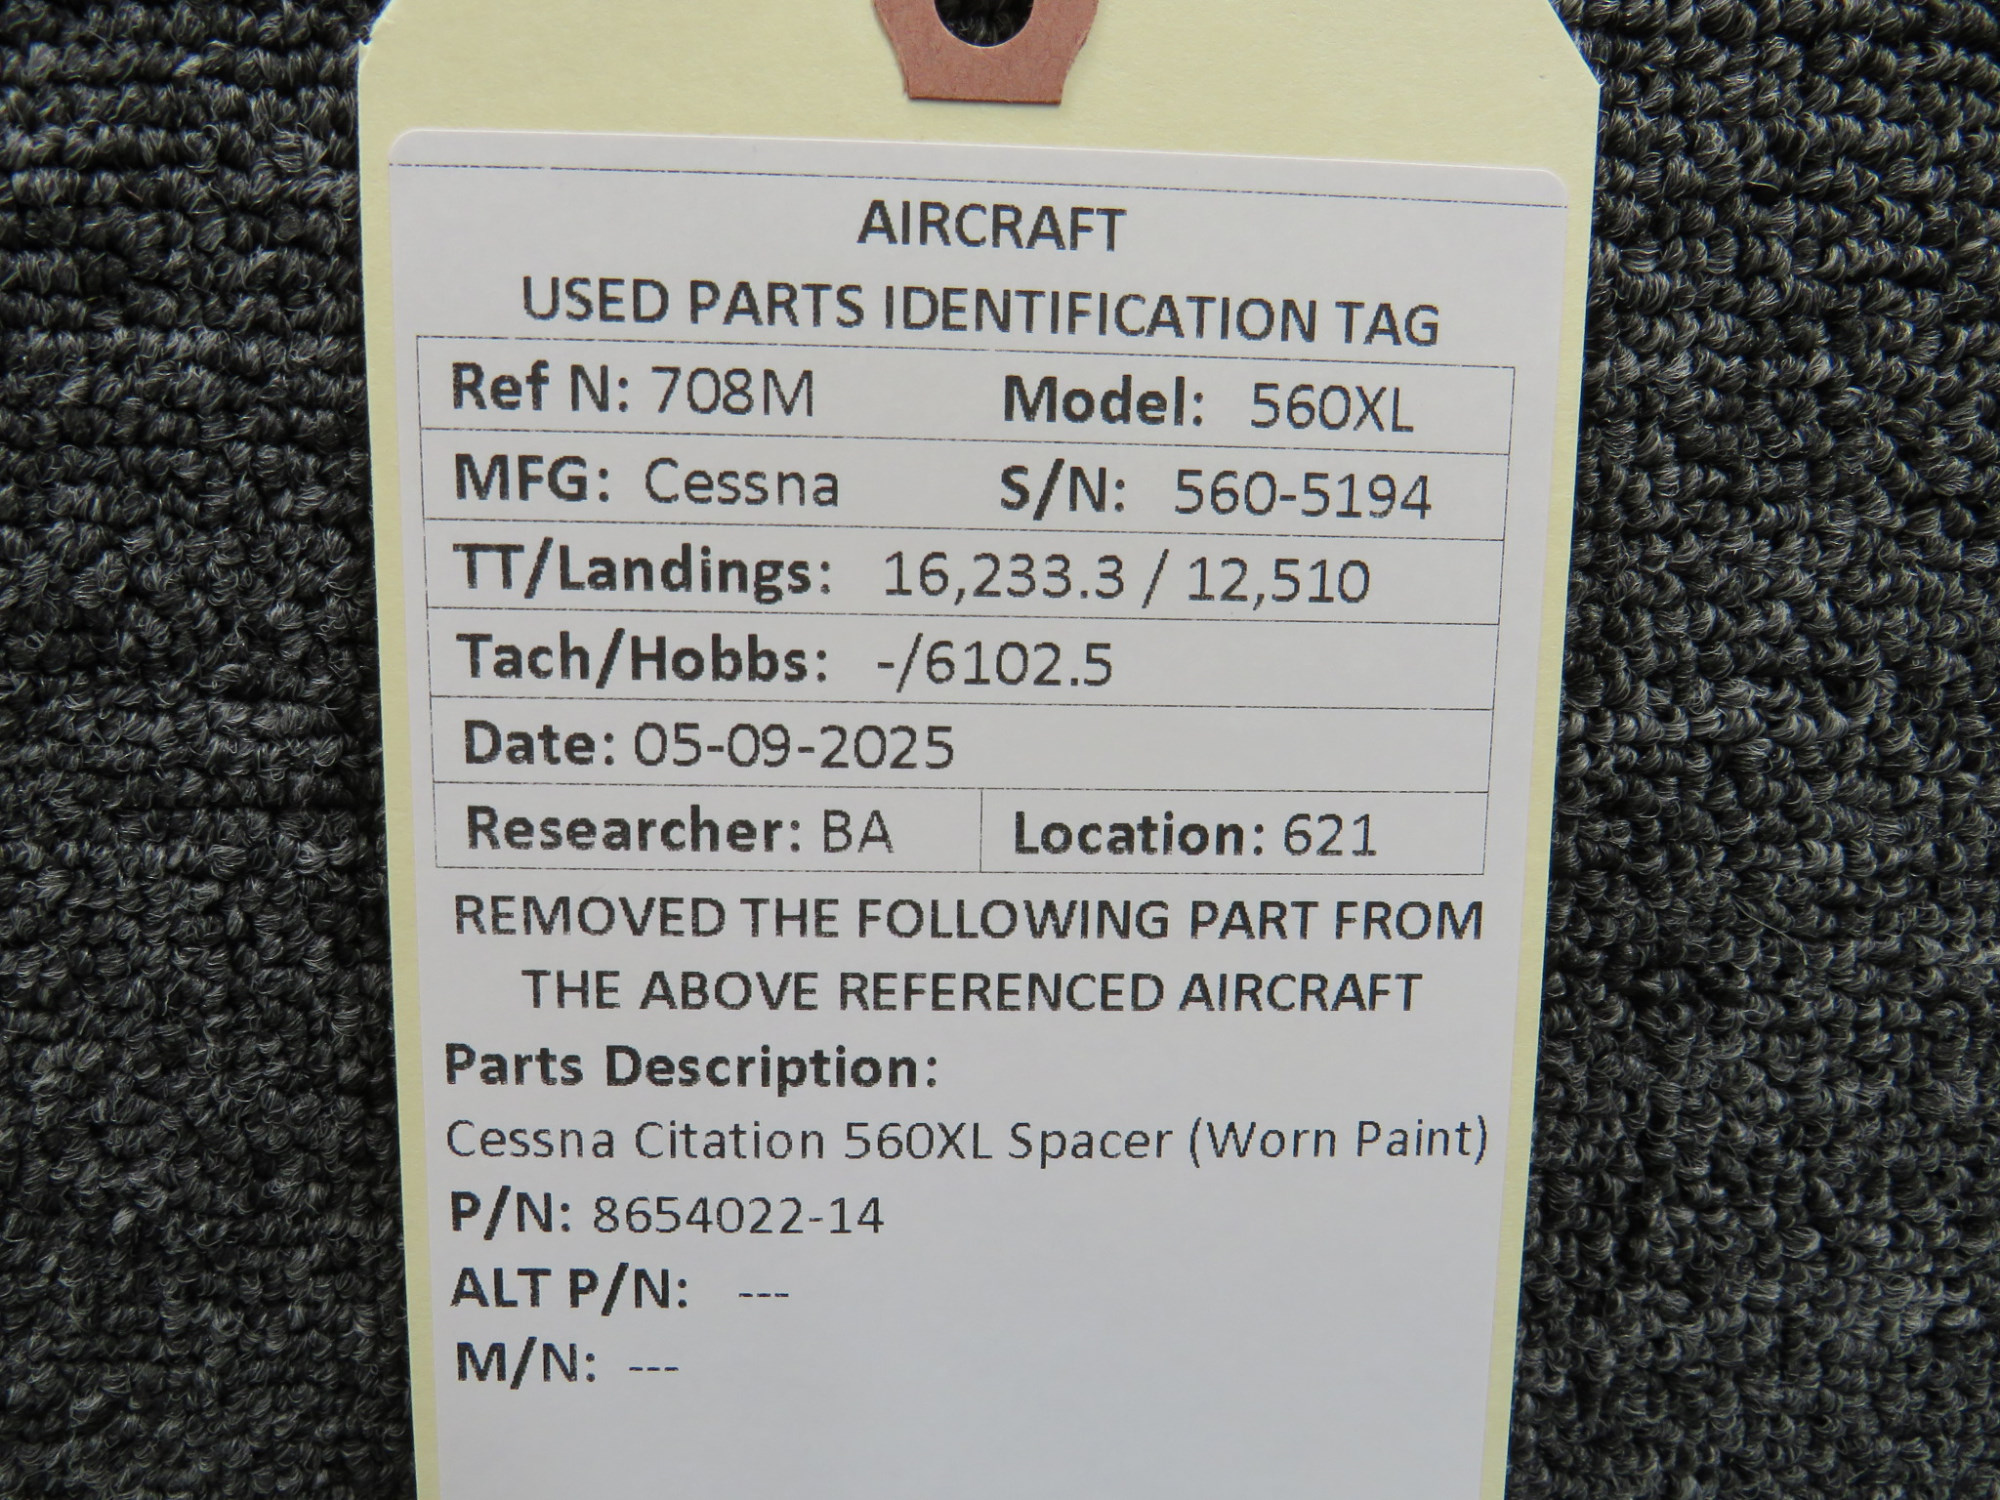 AIRCRAFT
USED PARTS IDENTIFICATION TAG
Ref N: 708M Model: 560XL
MFG: Cessna S/N: 560-5194
TT/Landings: 16,233.3 / 12,510
Tach/Hobbs: -/6102.5
Date: 05-09-2025
Researcher: BA Location: 621
REMOVED THE FOLLOWING PART FROM
THE ABOVE REFERENCED AIRCRAFT
Parts Description:
Cessna Citation 560XL Spacer (Worn Paint)
P/N: 8654022-14
ALT P/N: ---
M/N: ---